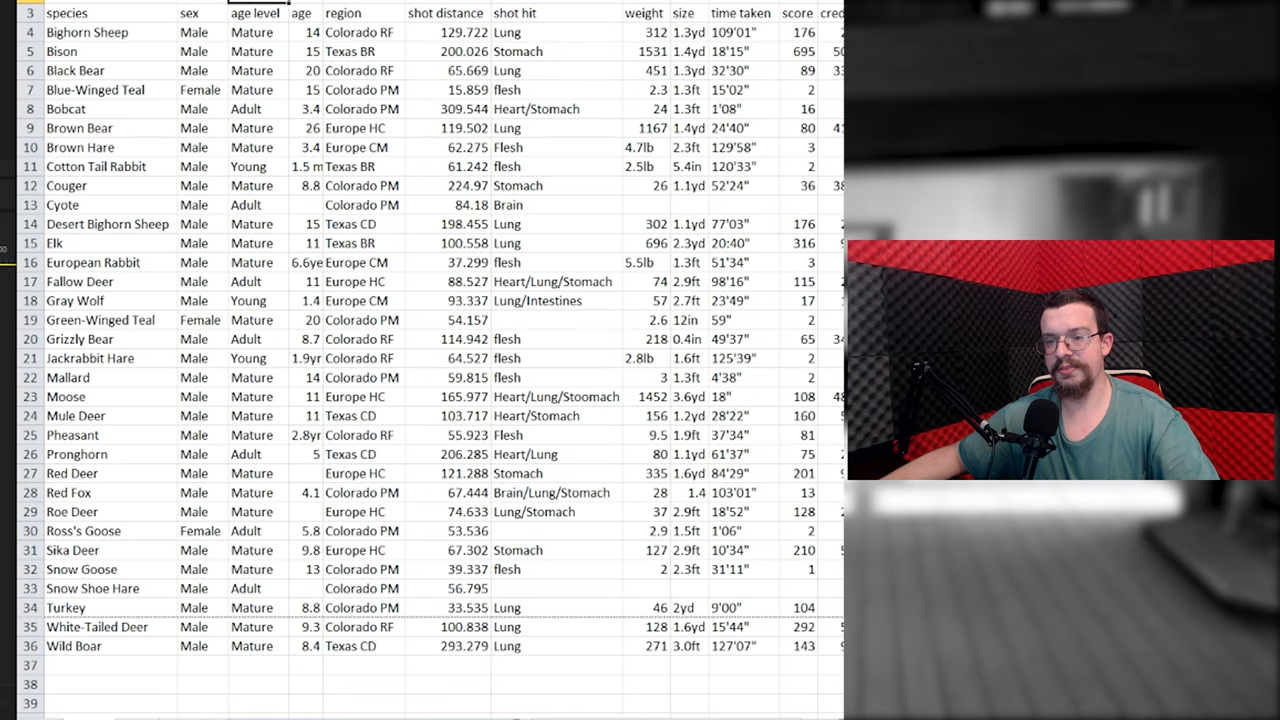 3 species sex age level age region shot distance shot hit weight size time taken score cred
4 Bighorn Sheep Male Mature 14 Colorado RF 129.722 Lung 312 1.3yd 109'01" 176 2
5 Bison Male Mature 15 Texas BR 200.026 Stomach 1531 1.4yd 18'15" 695 50
6 Black Bear Male Mature 20 Colorado RF 65.669 Lung 451 1.3yd 32'30" 89 33
7 Blue-Winged Teal Female Mature 15 Colorado PM 15.859 flesh 2.3 1.3ft 15'02" 2
8 Bobcat Male Adult 3.4 Colorado PM 309.544 Heart/Stomach 24 1.3ft 1'08" 16
9 Brown Bear Male Mature 26 Europe HC 119.502 Lung 1167 1.4yd 24'40" 80 41
10 Brown Hare Male Mature 3.4 Europe CM 62.275 Flesh 4.7lb 2.3ft 129'58" 3
11 Cotton Tail Rabbit Male Young 1.5 m Texas BR 61.242 flesh 2.5lb 5.4in 120'33" 2
12 Couger Male Mature 8.8 Colorado PM 224.97 Stomach 26 1.1yd 52'24" 36 38
13 Cyote Male Adult Colorado PM 84.18 Brain
14 Desert Bighorn Sheep Male Mature 15 Texas CD 198.455 Lung 302 1.1yd 77'03" 176 2
15 Elk Male Mature 11 Texas BR 100.558 Lung 696 2.3yd 20:40" 316 9
16 European Rabbit Male Mature 6.6ye Europe CM 37.299 flesh 5.5lb 1.3ft 51'34" 3
17 Fallow Deer Male Adult 11 Europe HC 88.527 Heart/Lung/Stomach 74 2.9ft 98'16" 115 2
18 Gray Wolf Male Young 1.4 Europe CM 93.337 Lung/Intestines 57 2.7ft 23'49" 17
19 Green-Winged Teal Female Mature 20 Colorado PM 54.157 2.6 12in 59" 2
20 Grizzly Bear Male Adult 8.7 Colorado RF 114.942 flesh 218 0.4in 49'37" 65 34
21 Jackrabbit Hare Male Young 1.9yr Colorado RF 64.527 flesh 2.8lb 1.6ft 125'39" 2
22 Mallard Male Mature 14 Colorado PM 59.815 flesh 3 1.3ft 4'38" 2
23 Moose Male Mature 11 Europe HC 165.977 Heart/Lung/Stoomach 1452 3.6yd 18" 108 48
24 Mule Deer Male Mature 11 Texas CD 103.717 Heart/Stomach 156 1.2yd 28'22" 160
25 Pheasant Male Mature 2.8yr Colorado RF 55.923 Flesh 9.5 1.9ft 37'34" 81
26 Pronghorn Male Adult 5 Texas CD 206.285 Heart/Lung 80 1.1yd 61'37" 75
27 Red Deer Male Mature Europe HC 121.288 Stomach 335 1.6yd 84'29" 201
28 Red Fox Male Mature 4.1 Colorado PM 67.444 Brain/Lung/Stomach 28 1.4 103'01" 13
29 Roe Deer Male Mature Europe HC 74.633 Lung/Stomach 37 2.9ft 18'52" 128
30 Ross's Goose Female Adult 5.8 Colorado PM 53.536 2.9 1.5ft 1'06" 2
31 Sika Deer Male Mature 9.8 Europe HC 67.302 Stomach 127 2.9ft 10'34" 210
32 Snow Goose Male Mature 13 Colorado PM 39.337 flesh 2 2.3ft 31'11" 1
33 Snow Shoe Hare Male Adult Colorado PM 56.795
34 Turkey Male Mature 8.8 Colorado PM 33.535 Lung 46 2yd 9'00" 104
35 White-Tailed Deer Male Mature 9.3 Colorado RF 100.838 Lung 128 1.6yd 15'44" 292
36 Wild Boar Male Mature 8.4 Texas CD 293.279 Lung 271 3.0ft 127'07" 143
37
38
39